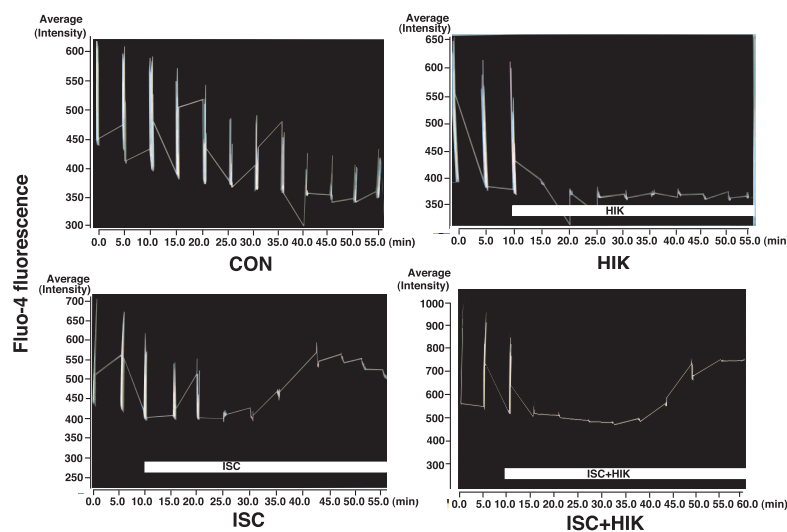 Fluo-4 fluorescence
Average
(Intensity)
600
550
500
450
400
350
300
0.0 5.0 10.0 15.0 20.0 25.0 30.0 35.0 40.0 45.0 50.0 55.0 (min)
CON
Average
(Intensity)
650
600
550
500
450
400
350
HIK
0.0 5.0 10.0 15.0 20.0 25.0 30.0 35.0 40.0 45.0 50.0 55.0 (min
HIK
Average
(Intensity)
700
600
550
500
450
400
350
300
250
ISC
0.0 5.0 10.0 15.0 20.0 25.0 30.0 35.0 40.0 45.0 50.0 55.0 (min)
ISC
Average
(Intensity)
1000
900
800
700
600
500
400
300
ISC+HIK
0.0 5.0 10.0 15.0 20.0 25.0 30.0 35.0 40.0 45.0 50.0 55.0 60.0 (min)
ISC+HIK